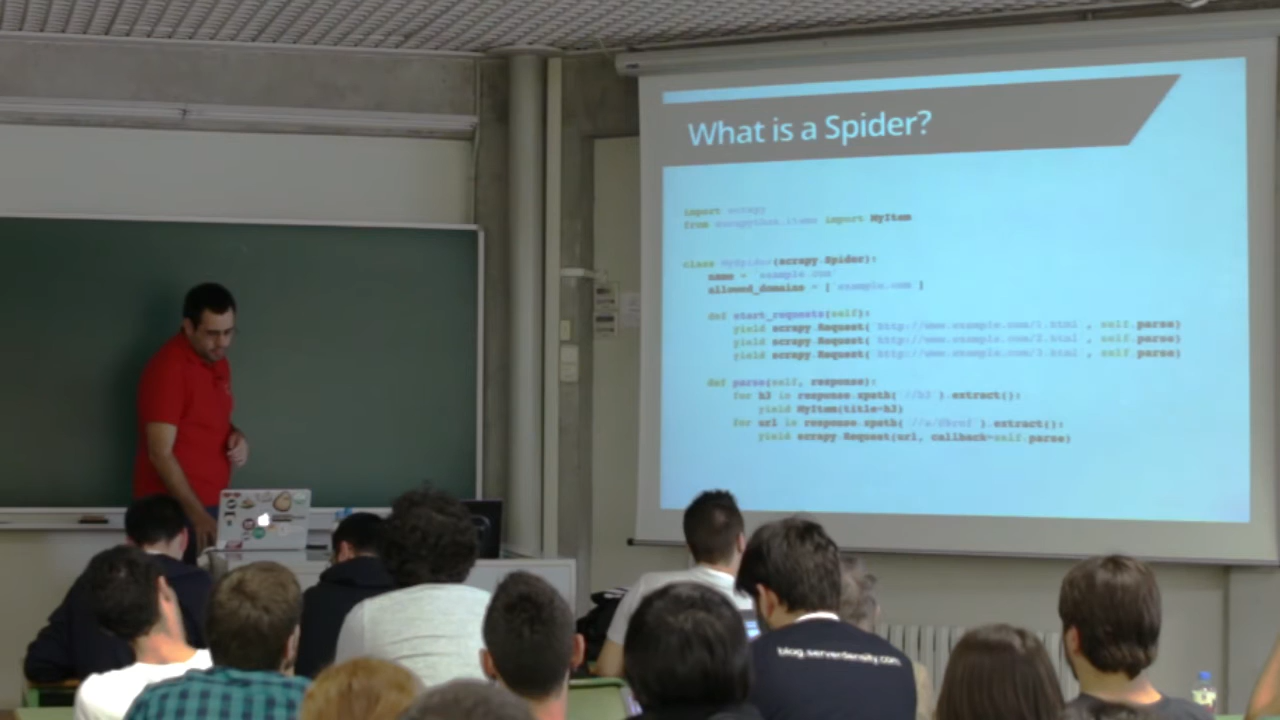 What is a Spider?
import scrapy
from scrapython.items import MyItem
class MySpider(scrapy.Spider):
name = 'example.com'
allowed_domains = ['example.com']
def start_requests(self):
yield scrapy.Request('http://www.example.com/1.html', self.parse)
yield scrapy.Request('http://www.example.com/2.html', self.parse)
yield scrapy.Request('http://www.example.com/3.html', self.parse)
def parse(self, response):
for h3 in response.xpath('//h3').extract():
yield MyItem(title=h3)
for url in response.xpath('//a/@href').extract():
yield scrapy.Request(url, callback=self.parse)
blog.serverdensity.com